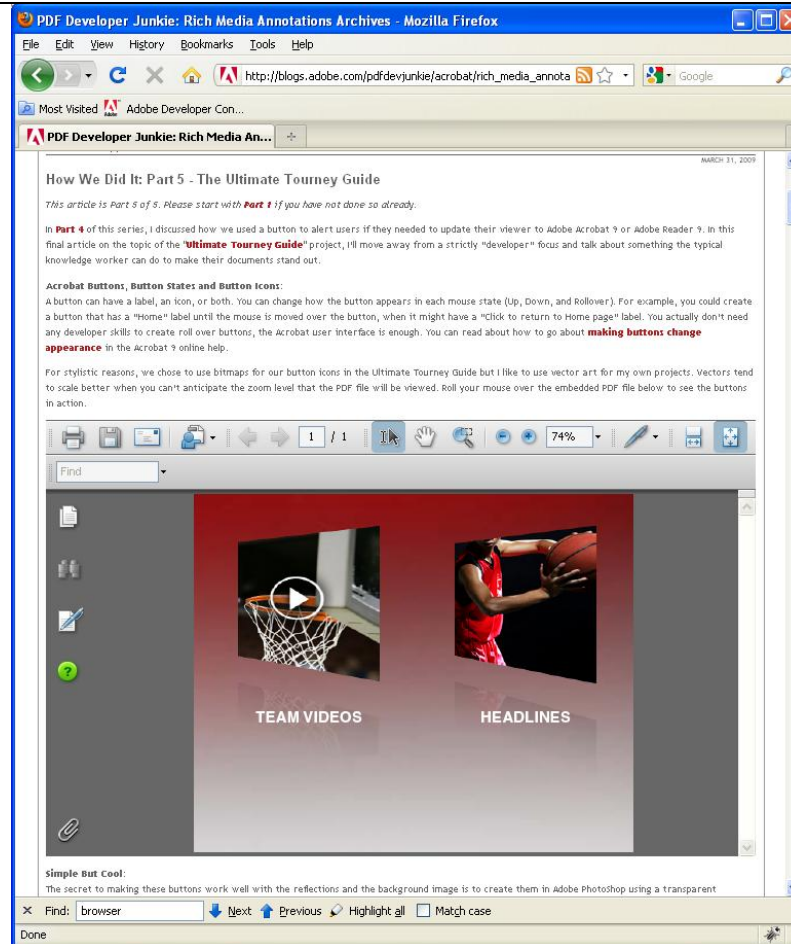 PDF Developer Junkie: Rich Media Annotations Archives - Mozilla Firefox
File Edit View History Bookmarks Tools Help
http://blogs.adobe.com/pdfdevjunkie/acrobat/rich_media_annota
Google
Most Visited Adobe Developer Con...
PDF Developer Junkie: Rich Media An...
MARCH 31, 2009
How We Did It: Part 5 - The Ultimate Tourney Guide
This article is Part 5 of 5. Please start with Part 1 if you have not done so already.
In Part 4 of this series, I discussed how we used a button to alert users if they needed to update their viewer to Adobe Acrobat 9 or Adobe Reader 9. In this
final article on the topic of the "Ultimate Tourney Guide" project, I'll move away from a strictly "developer" focus and talk about something the typical
knowledge worker can do to make their documents stand out.
Acrobat Buttons, Button States and Button Icons:
A button can have a label, an icon, or both. You can change how the button appears in each mouse state (Up, Down, and Rollover). For example, you could create
a button that has a "Home" label until the mouse is moved over the button, when it might have a "Click to return to Home page" label. You actually don't need
any developer skills to create roll over buttons, the Acrobat user interface is enough. You can read about how to go about making buttons change
appearance in the Acrobat 9 online help.
For stylistic reasons, we chose to use bitmaps for our button icons in the Ultimate Tourney Guide but I like to use vector art for my own projects. Vectors tend
to scale better when you can't anticipate the zoom level that the PDF file will be viewed. Roll your mouse over the embedded PDF file below to see the buttons
in action.
1 / 1 74%
Find
TEAM VIDEOS HEADLINES
Simple But Cool:
The secret to making these buttons work well with the reflections and the background image is to create them in Adobe PhotoShop using a transparent
Find: browser Next Previous Highlight all Match case
Done